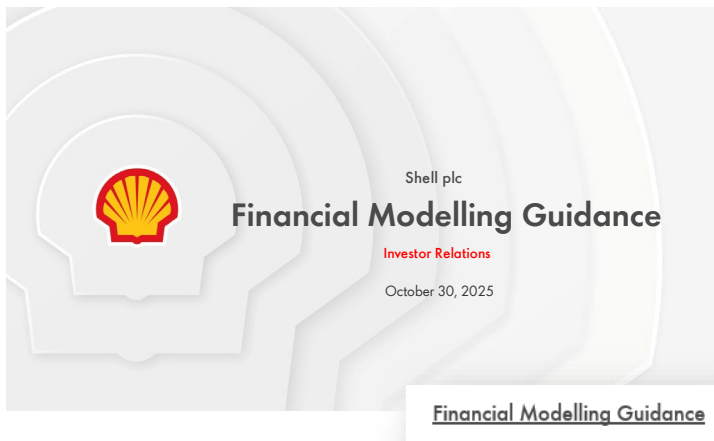 Shell plc
Financial Modelling Guidance
Investor Relations
October 30, 2025
Financial Modelling Guidance